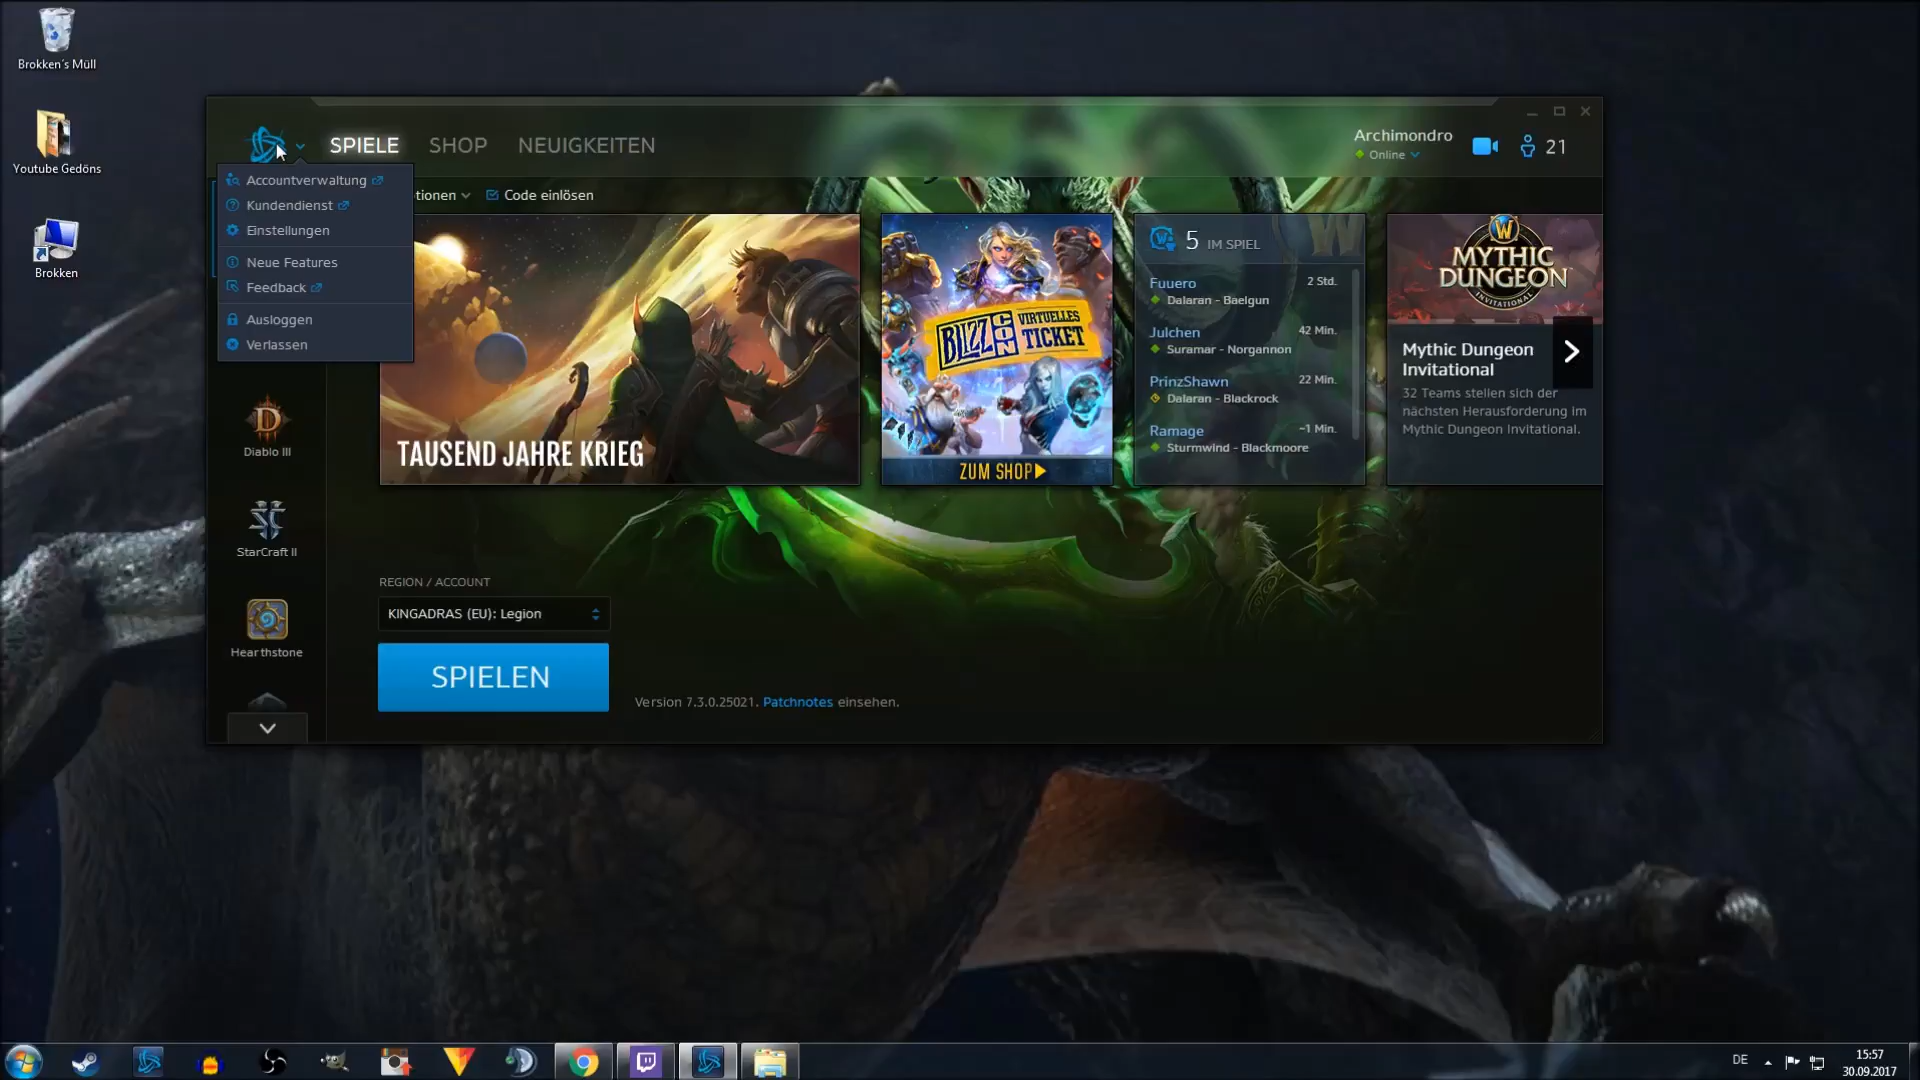 Brokken's Müll
Youtube Gedöns
Brokken
SPIELE
SHOP
NEUIGKEITEN
Archimondro
Online
21
Accountverwaltung
Kundendienst
Einstellungen
Neue Features
Feedback
Ausloggen
Verlassen
tionen
Code einlösen
TAUSEND JAHRE KRIEG
BLIZZCON
VIRTUELLES
TICKET
ZUM SHOP
5 IM SPIEL
Fuuero
2 Std.
Dalaran - Baelgun
Julchen
42 Min.
Suramar - Norgannon
PrinzShawn
22 Min.
Dalaran - Blackrock
Ramage
~1 Min.
Sturmwind - Blackmoore
MYTHIC
DUNGEON
INVITATIONAL
Mythic Dungeon
Invitational
32 Teams stellen sich der
nächsten Herausforderung im
Mythic Dungeon Invitational.
Diablo III
StarCraft II
Hearthstone
REGION / ACCOUNT
KINGADRAS (EU): Legion
SPIELEN
Version 7.3.0.25021. Patchnotes einsehen.
DE
15:57
30.09.2017